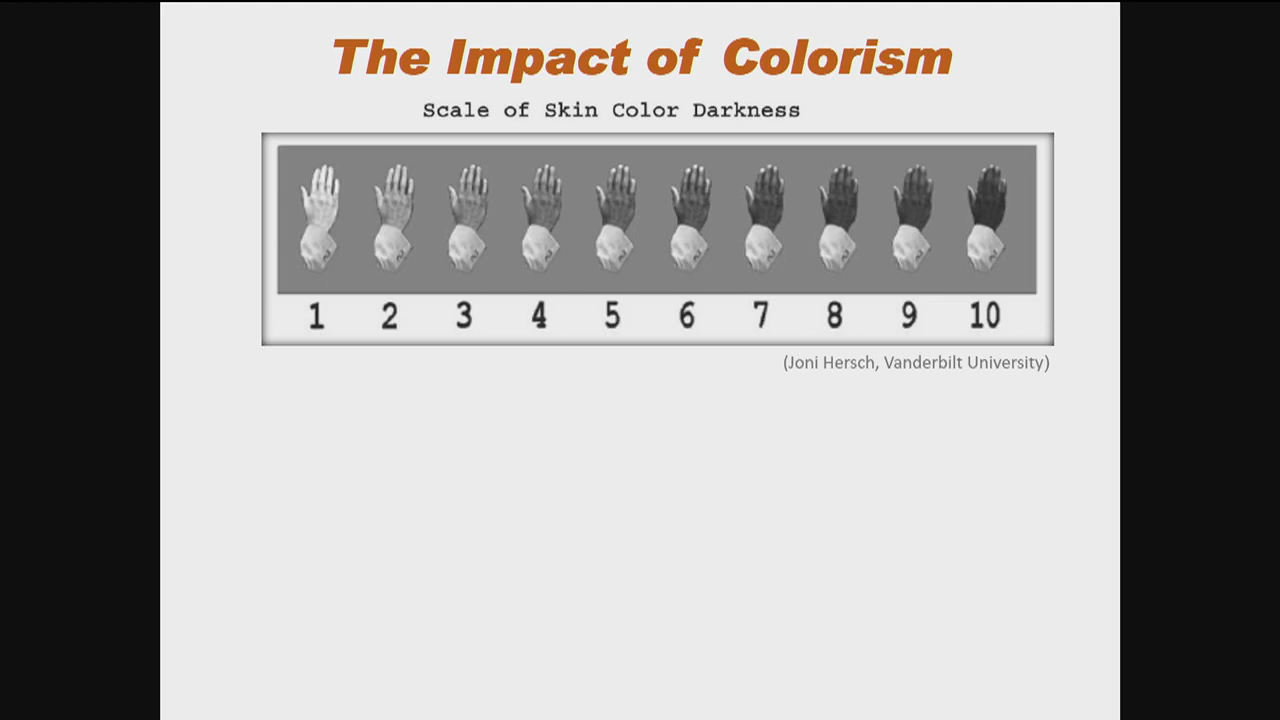 The Impact of Colorism
Scale of Skin Color Darkness
1 2 3 4 5 6 7 8 9 10
(Joni Hersch, Vanderbilt University)